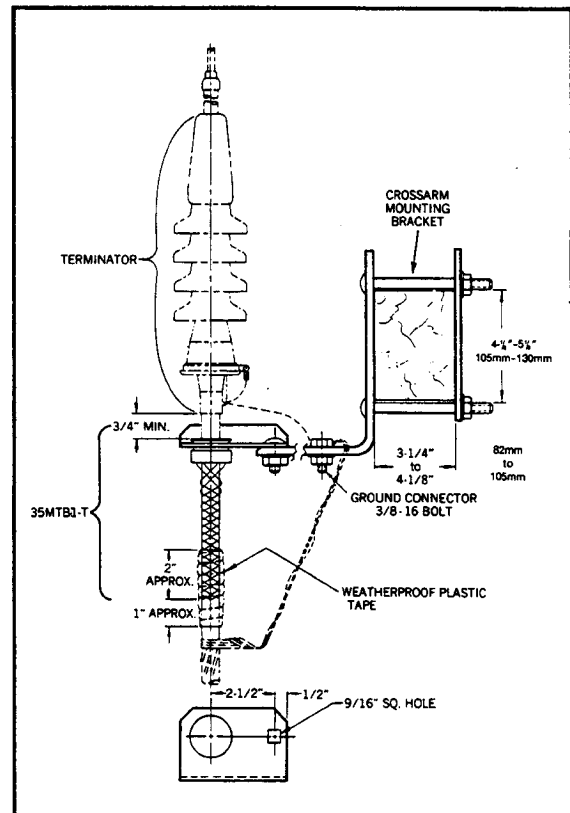 CROSSARM
MOUNTING
BRACKET
TERMINATOR
4-¼"-5⅛"
105mm-130mm
3/4" MIN.
3-1/4"
to
4-1/8"
82mm
to
105mm
GROUND CONNECTOR
3/8-16 BOLT
35MTB1-T
2"
APPROX.
WEATHERPROOF PLASTIC
TAPE
1" APPROX.
2-1/2"
1/2"
9/16" SQ. HOLE